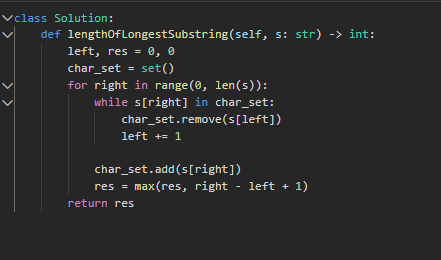 class Solution:
    def lengthOfLongestSubstring(self, s: str) -> int:
        left, res = 0, 0
        char_set = set()
        for right in range(0, len(s)):
            while s[right] in char_set:
                char_set.remove(s[left])
                left += 1

            char_set.add(s[right])
            res = max(res, right - left + 1)
        return res